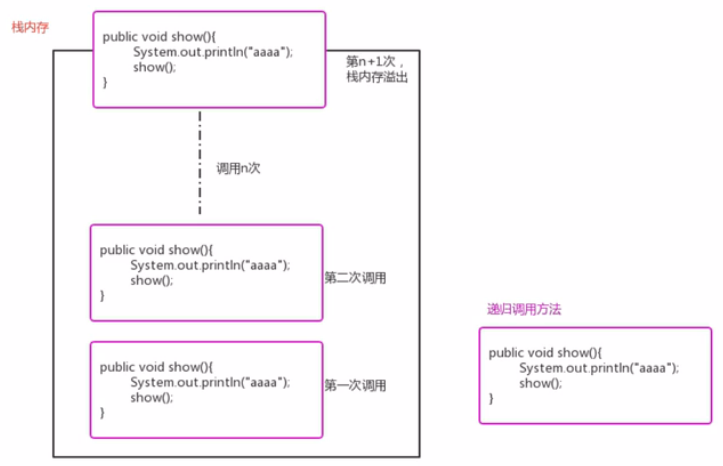 栈内存
public void show(){
System.out.println("aaaa");
show();
}
第n+1次，
栈内存溢出
调用n次
public void show(){
System.out.println("aaaa");
show();
}
第二次调用
public void show(){
System.out.println("aaaa");
show();
}
第一次调用
递归调用方法
public void show(){
System.out.println("aaaa");
show();
}